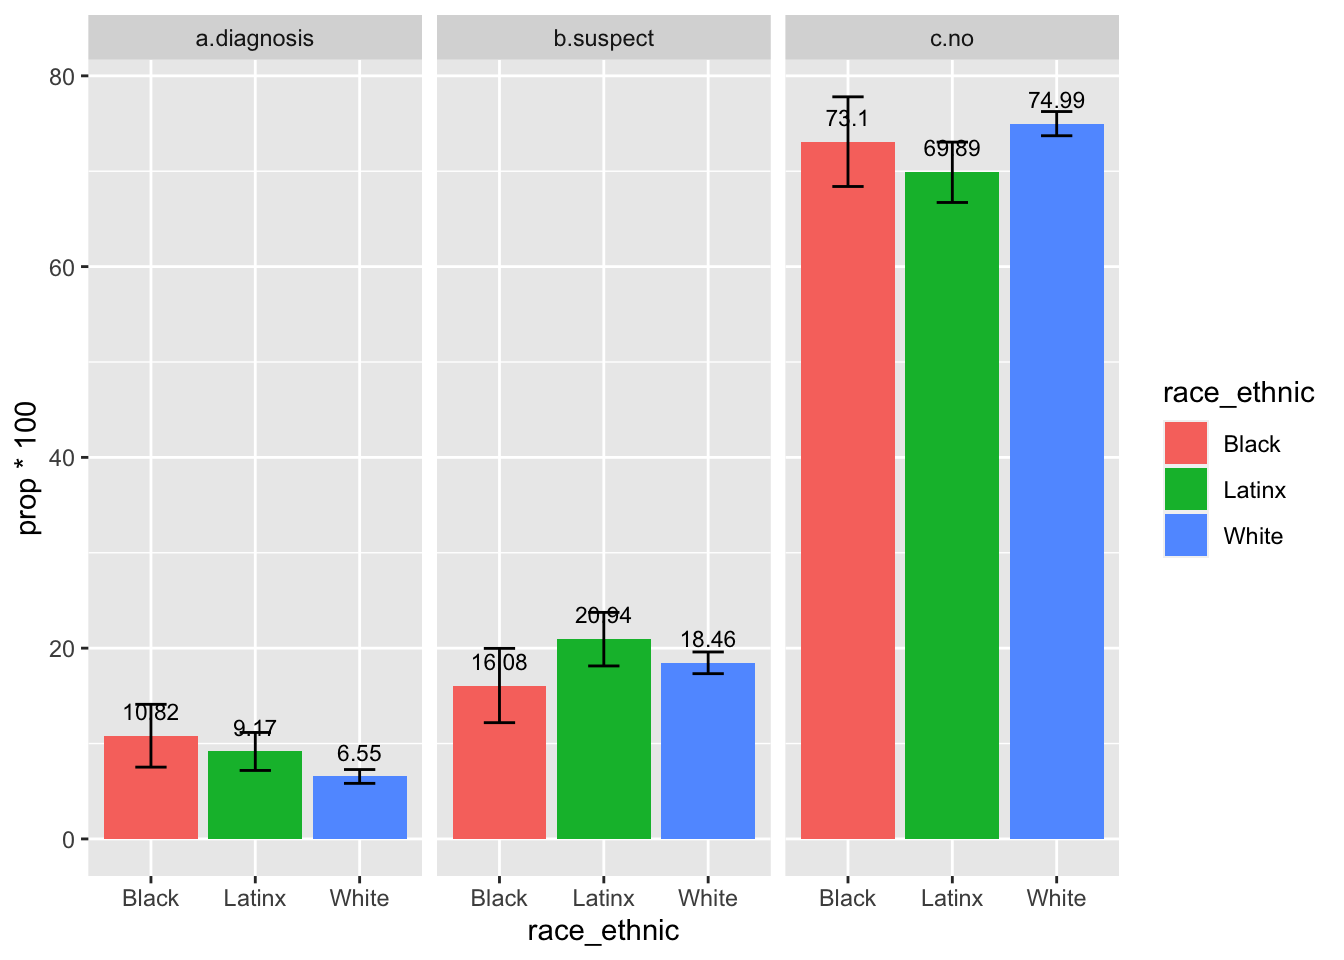 a.diagnosis b.suspect c.no
80
60
40
20
0
prop * 100
10.82 9.17 6.55
16.08 20.94 18.46
73.1 69.89 74.99
Black Latinx White Black Latinx White Black Latinx White
race_ethnic
race_ethnic
Black
Latinx
White